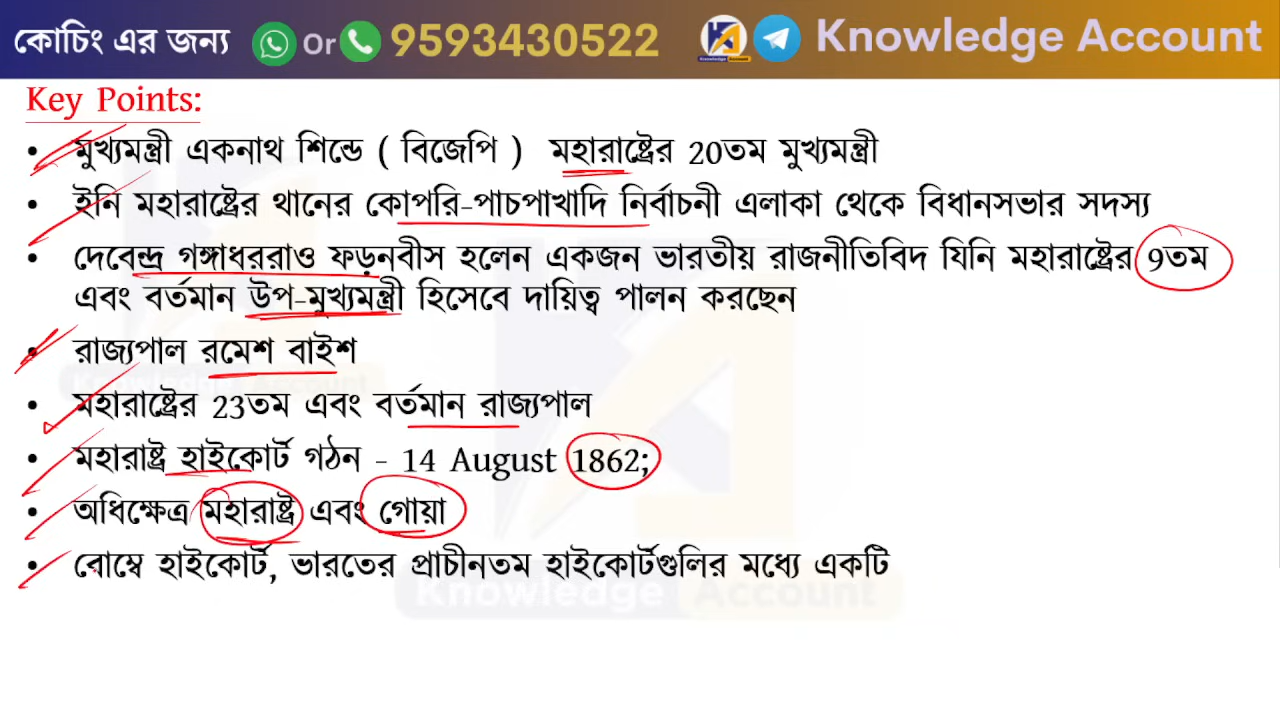 কোচিং এর জন্য Or 9593430522 Knowledge Account
Key Points:
• মুখ্যমন্ত্রী একনাথ শিন্ডে ( বিজেপি ) মহারাষ্ট্রের 20তম মুখ্যমন্ত্রী
• ইনি মহারাষ্ট্রের থানের কোপরি-পাচপাখাদি নির্বাচনী এলাকা থেকে বিধানসভার সদস্য
• দেবেন্দ্র গঙ্গাধররাও ফড়নবীস হলেন একজন ভারতীয় রাজনীতিবিদ যিনি মহারাষ্ট্রের 9তম
এবং বর্তমান উপ-মুখ্যমন্ত্রী হিসেবে দায়িত্ব পালন করছেন
• রাজ্যপাল রমেশ বাইশ
• মহারাষ্ট্রের 23তম এবং বর্তমান রাজ্যপাল
• মহারাষ্ট্র হাইকোর্ট গঠন - 14 August 1862;
• অধিক্ষেত্র মহারাষ্ট্র এবং গোয়া
• বোম্বে হাইকোর্ট, ভারতের প্রাচীনতম হাইকোর্টগুলির মধ্যে একটি
Knowledge Account